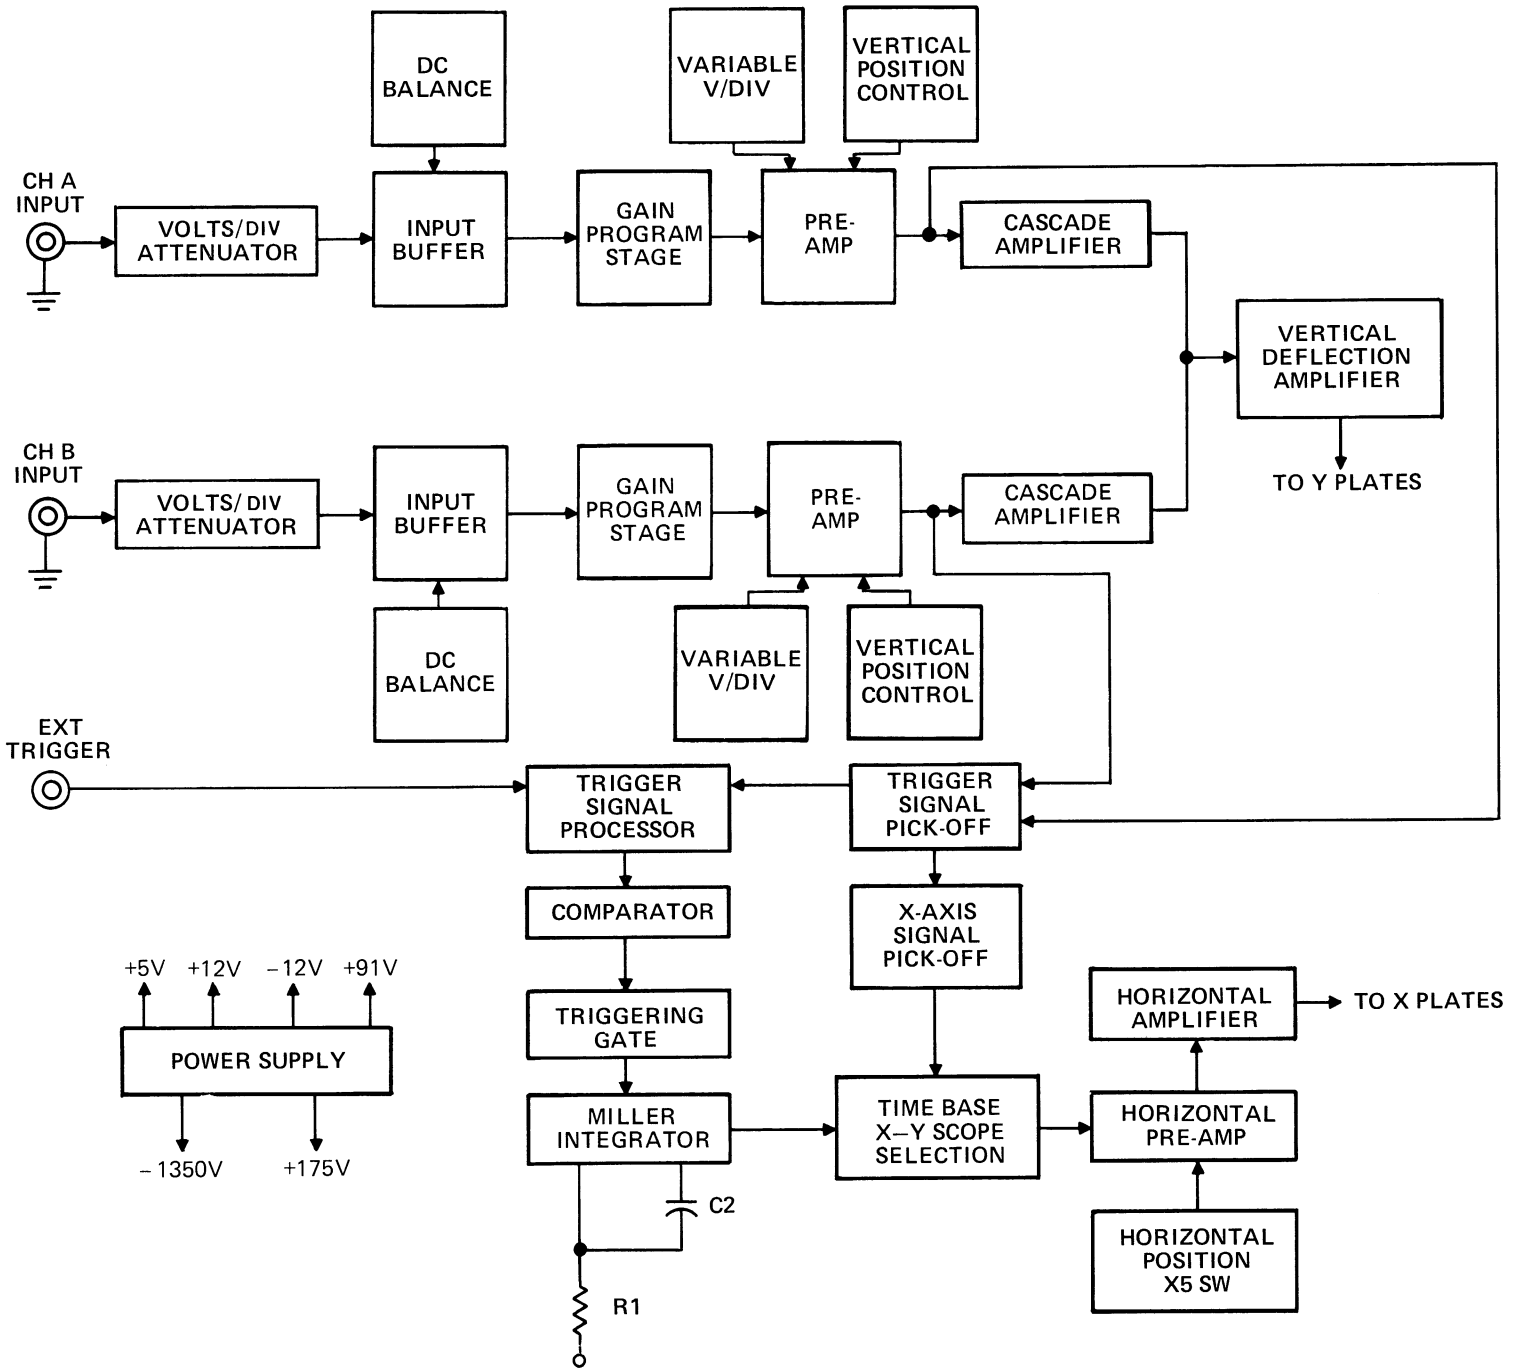 DC
BALANCE
VARIABLE
V/DIV
VERTICAL
POSITION
CONTROL
CH A
INPUT
VOLTS/DIV
ATTENUATOR
INPUT
BUFFER
GAIN
PROGRAM
STAGE
PRE-
AMP
CASCADE
AMPLIFIER
VERTICAL
DEFLECTION
AMPLIFIER
TO Y PLATES
CH B
INPUT
VOLTS/DIV
ATTENUATOR
INPUT
BUFFER
GAIN
PROGRAM
STAGE
PRE-
AMP
CASCADE
AMPLIFIER
DC
BALANCE
VARIABLE
V/DIV
VERTICAL
POSITION
CONTROL
EXT
TRIGGER
TRIGGER
SIGNAL
PROCESSOR
TRIGGER
SIGNAL
PICK-OFF
COMPARATOR
X-AXIS
SIGNAL
PICK-OFF
+5V +12V -12V +91V
POWER SUPPLY
-1350V +175V
TRIGGERING
GATE
MILLER
INTEGRATOR
TIME BASE
X-Y SCOPE
SELECTION
HORIZONTAL
AMPLIFIER
TO X PLATES
HORIZONTAL
PRE-AMP
HORIZONTAL
POSITION
X5 SW
C2
R1